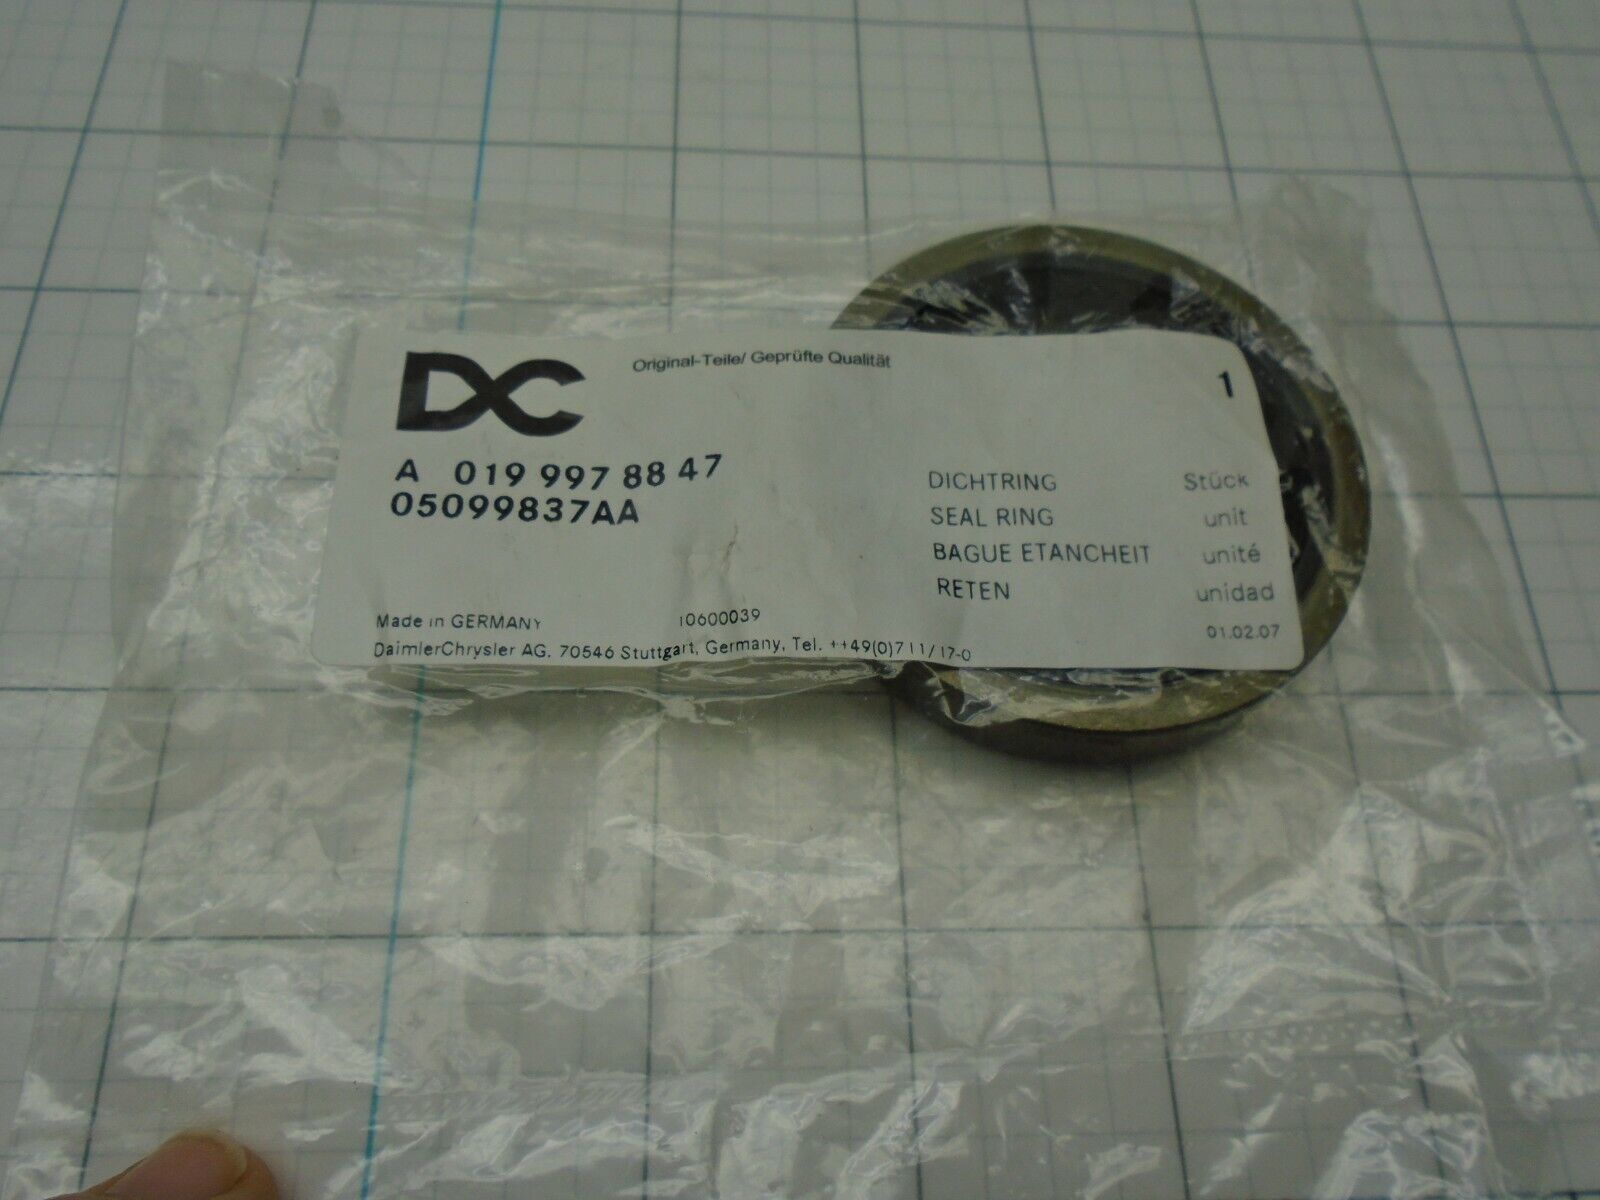 DC
Original-Teile/ Geprüfte Qualität
1
A 019 997 88 47
05099837AA
DICHTRING Stück
SEAL RING unit
BAGUE ETANCHEIT unité
RETEN unidad
Made in GERMANY 10600039
01.02.07
DaimlerChrysler AG. 70546 Stuttgart, Germany, Tel. ++49(0)711/17-0